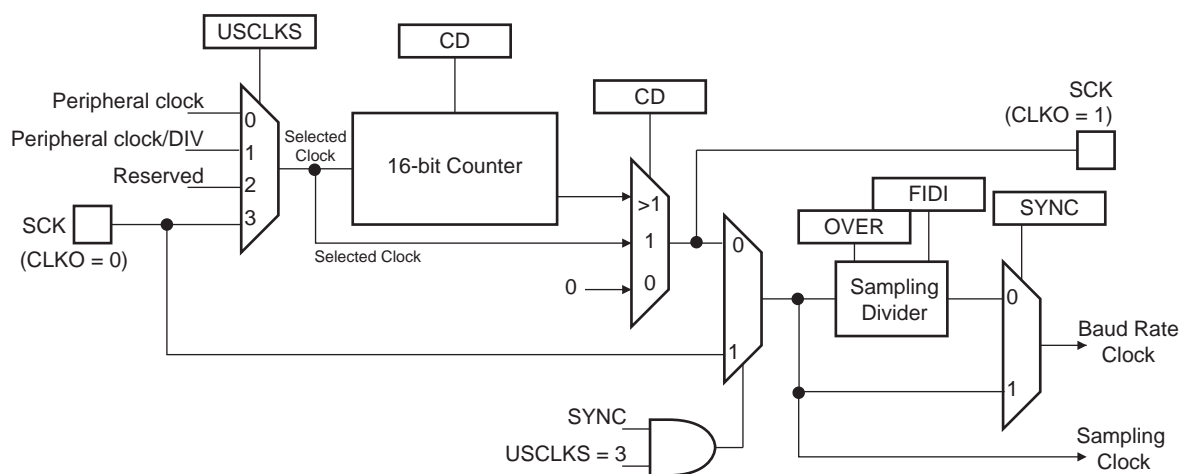 USCLKS
CD
Peripheral clock
0
Peripheral clock/DIV
1
Reserved
2
3
SCK
(CLKO = 0)
Selected
Clock
16-bit Counter
Selected Clock
CD
>1
1
0
0
SCK
(CLKO = 1)
0
1
SYNC
USCLKS = 3
FIDI
OVER
SYNC
Sampling
Divider
0
1
Baud Rate
Clock
Sampling
Clock